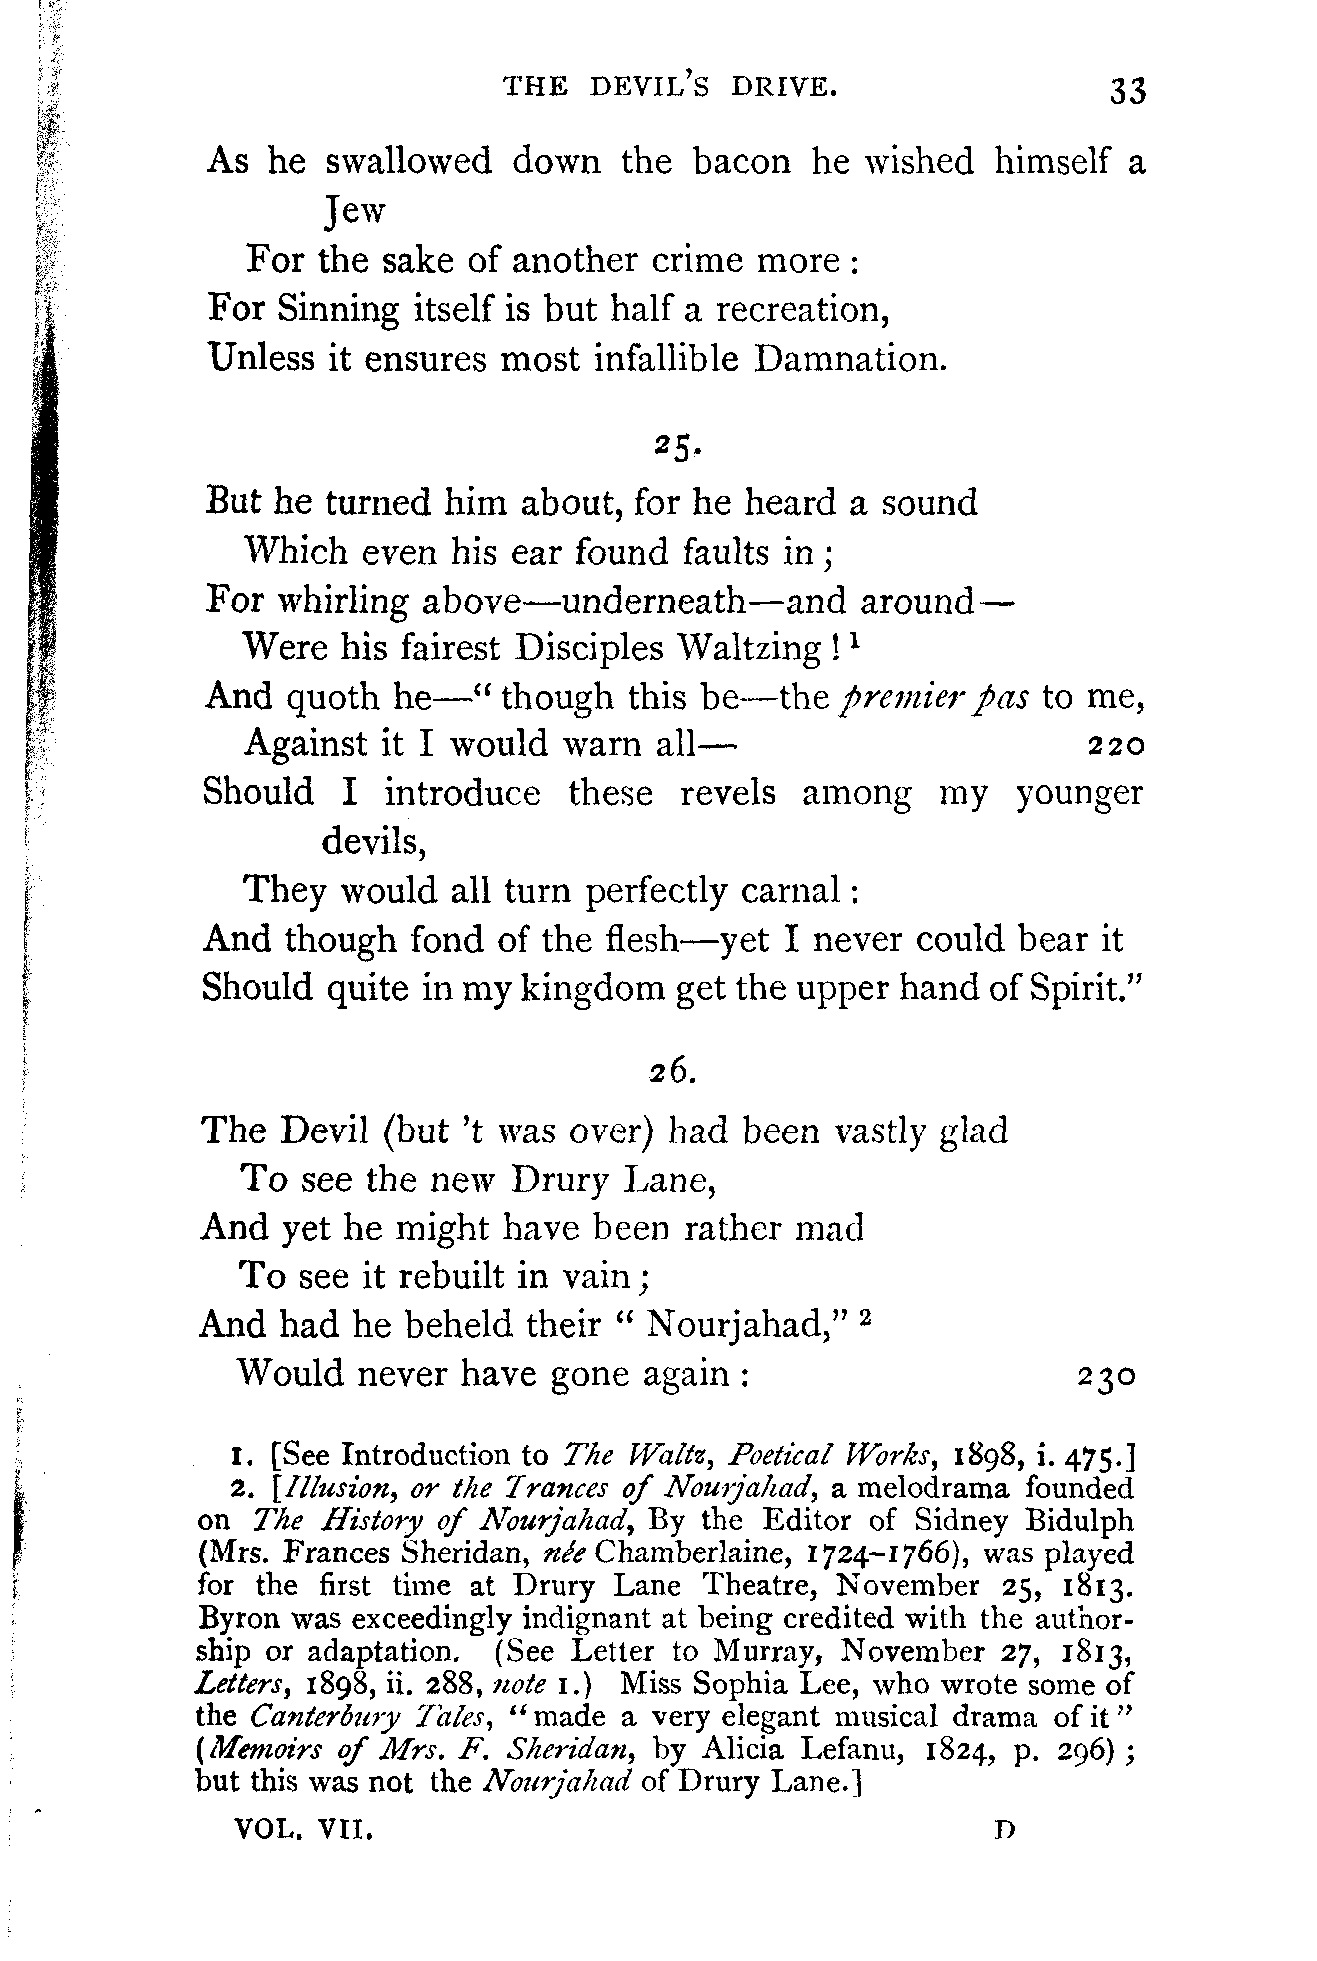 THE DEVIL'S DRIVE. 33
As he swallowed down the bacon he wished himself a
Jew
For the sake of another crime more :
For Sinning itself is but half a recreation,
Unless it ensures most infallible Damnation.
25.
But he turned him about, for he heard a sound
Which even his ear found faults in ;
For whirling above—underneath—and around—
Were his fairest Disciples Waltzing ! ¹
And quoth he—“ though this be—the premier pas to me,
Against it I would warn all— 220
Should I introduce these revels among my younger
devils,
They would all turn perfectly carnal :
And though fond of the flesh—yet I never could bear it
Should quite in my kingdom get the upper hand of Spirit.”
26.
The Devil (but 't was over) had been vastly glad
To see the new Drury Lane,
And yet he might have been rather mad
To see it rebuilt in vain ;
And had he beheld their “ Nourjahad,” ²
Would never have gone again : 230
1. [See Introduction to The Waltz, Poetical Works, 1898, i. 475.]
2. [Illusion, or the Trances of Nourjahad, a melodrama founded
on The History of Nourjahad, By the Editor of Sidney Bidulph
(Mrs. Frances Sheridan, née Chamberlaine, 1724–1766), was played
for the first time at Drury Lane Theatre, November 25, 1813.
Byron was exceedingly indignant at being credited with the author-
ship or adaptation. (See Letter to Murray, November 27, 1813,
Letters, 1898, ii. 288, note 1.) Miss Sophia Lee, who wrote some of
the Canterbury Tales, “made a very elegant musical drama of it”
(Memoirs of Mrs. F. Sheridan, by Alicia Lefanu, 1824, p. 296) ;
but this was not the Nourjahad of Drury Lane.]
VOL. VII. D